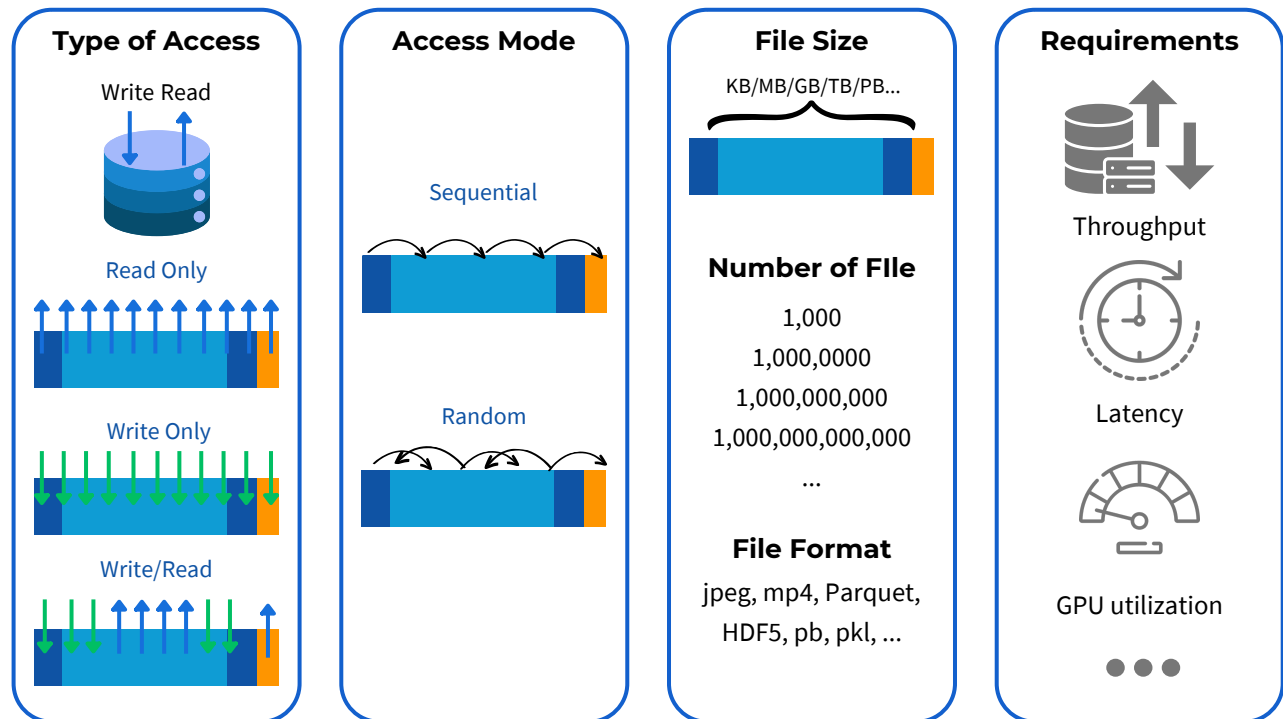 Type of Access
Write Read
Read Only
Write Only
Write/Read
Access Mode
Sequential
Random
File Size
KB/MB/GB/TB/PB...
Number of FIle
1,000
1,000,0000
1,000,000,000
1,000,000,000,000
...
File Format
jpeg, mp4, Parquet,
HDF5, pb, pkl, ...
Requirements
Throughput
Latency
GPU utilization